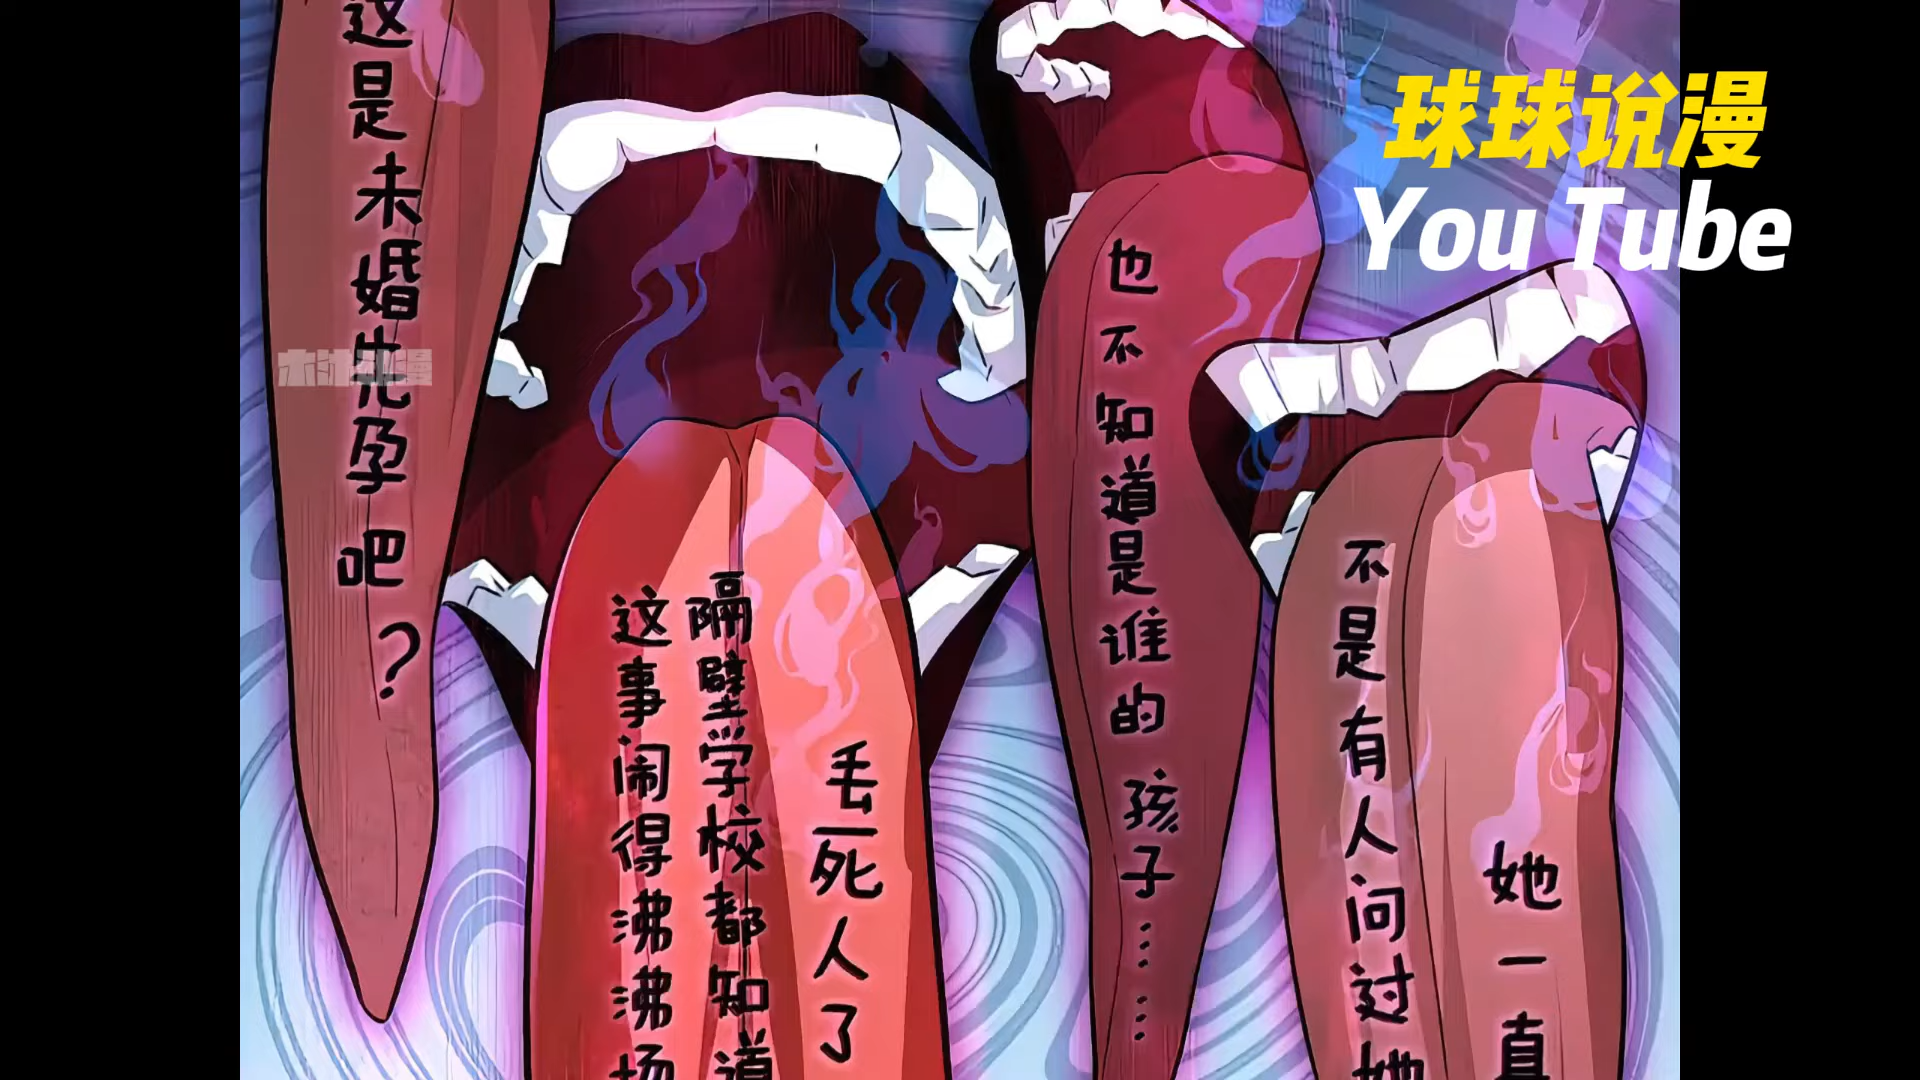 球球说漫
YouTube
这是未婚先孕吧?
丢死人了
隔壁学校都知道
这事闹得沸沸扬
也不知道是谁的孩子……
她一直
不是有人问过她